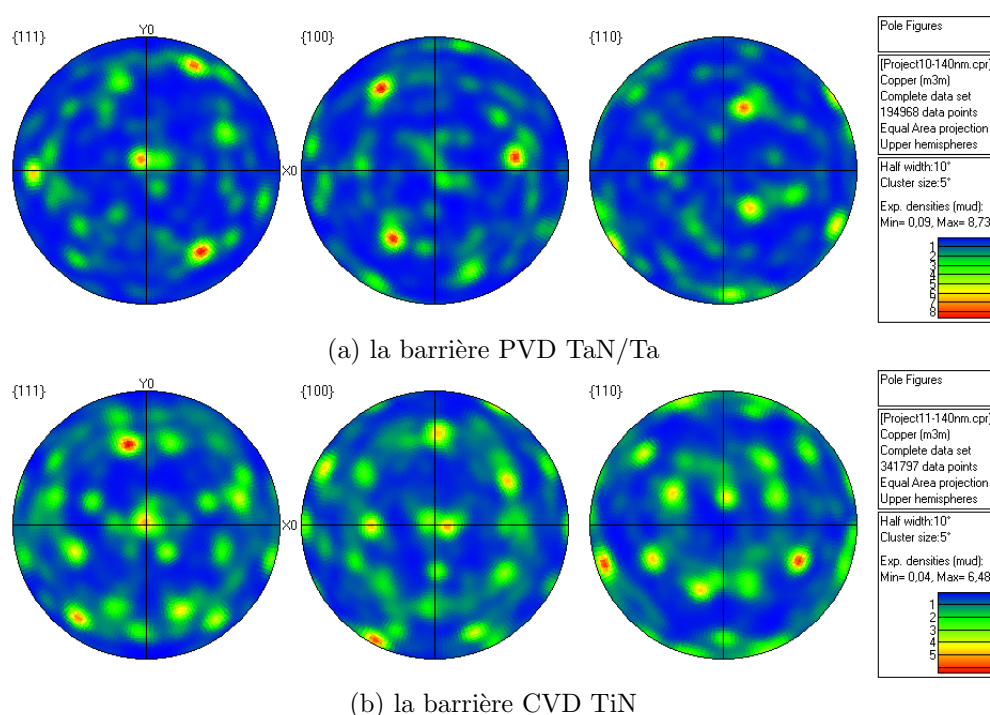 {111}
Y0
{100}
{110}
X0
Pole Figures
[Project10-140nm.cpr]
Copper (m3m)
Complete data set
194968 data points
Equal Area projection
Upper hemispheres
Half width:10°
Cluster size:5°
Exp. densities (mud):
Min= 0,09, Max= 8,73
1
2
3
4
5
6
7
8
(a) la barrière PVD TaN/Ta
{111}
Y0
{100}
{110}
X0
Pole Figures
[Project11-140nm.cpr]
Copper (m3m)
Complete data set
341797 data points
Equal Area projection
Upper hemispheres
Half width:10°
Cluster size:5°
Exp. densities (mud):
Min= 0,04, Max= 6,48
1
2
3
4
5
(b) la barrière CVD TiN